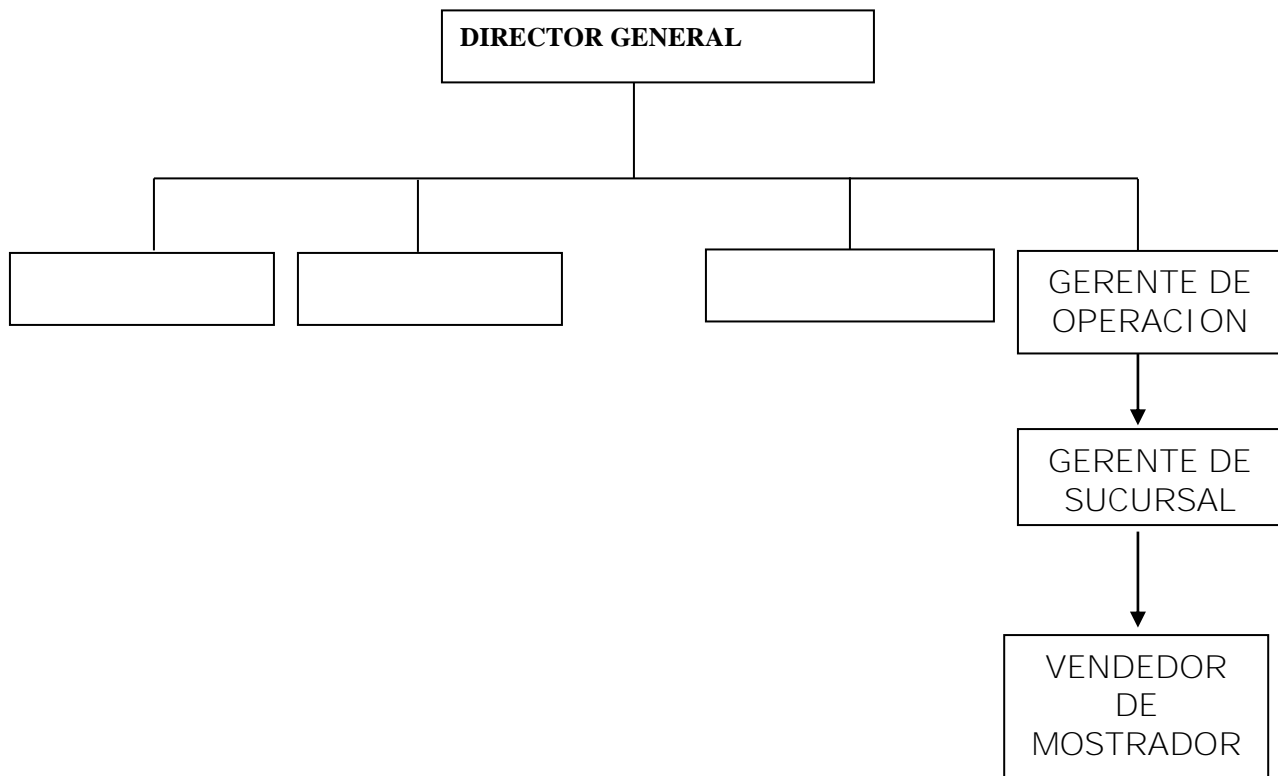 DIRECTOR GENERAL
GERENTE DE
OPERACION
GERENTE DE
SUCURSAL
VENDEDOR
DE
MOSTRADOR